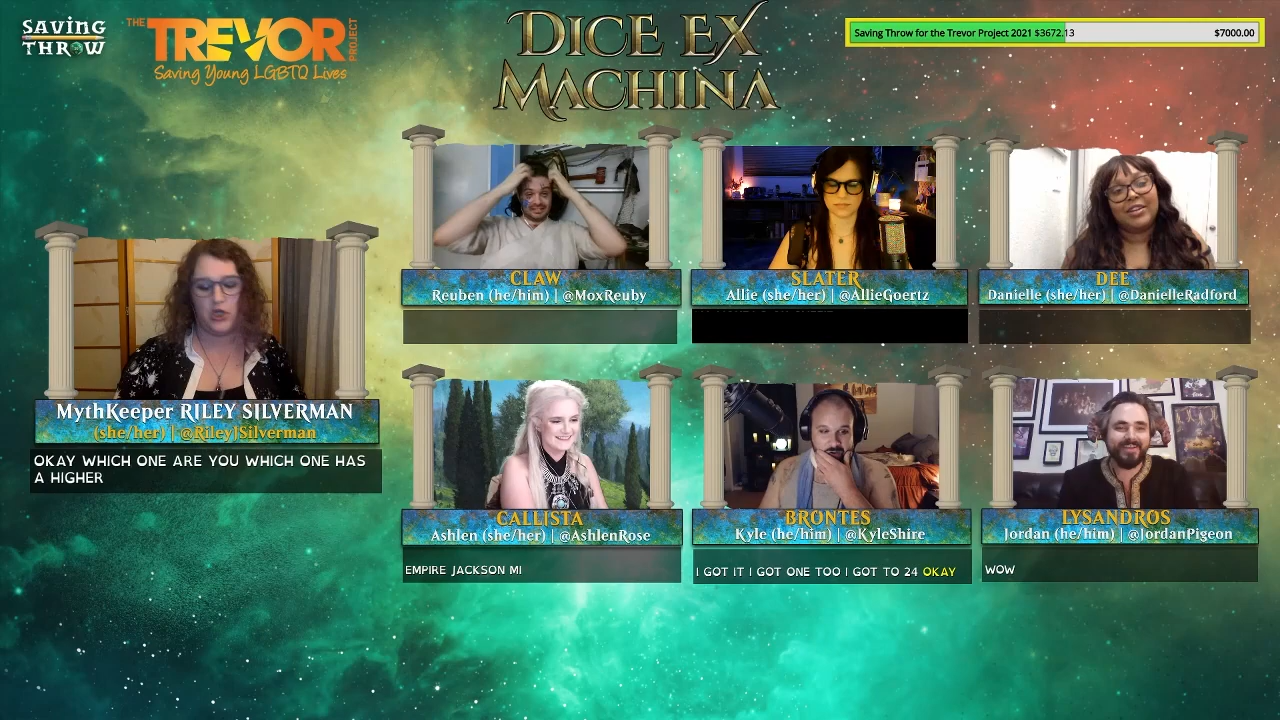 SAVING
THROW
THE TREVOR PROJECT
Saving Young LGBTQ Lives
DICE EX
MACHINA
Saving Throw for the Trevor Project 2021 $3672.13 $7000.00
CLAW
Reuben (he/him) | @MoxReuby
SLATER
Allie (she/her) | @AllieGoertz
DEE
Danielle (she/her) | @DanielleRadford
MythKeeper RILEY SILVERMAN
(she/her) | @RileyJSilverman
OKAY WHICH ONE ARE YOU WHICH ONE HAS
A HIGHER
CALLISTA
Ashlen (she/her) | @AshlenRose
EMPIRE JACKSON MI
BRONTES
Kyle (he/him) | @KyleShire
I GOT IT I GOT ONE TOO I GOT TO 24 OKAY
LYSANDROS
Jordan (he/him) | @JordanPigeon
WOW